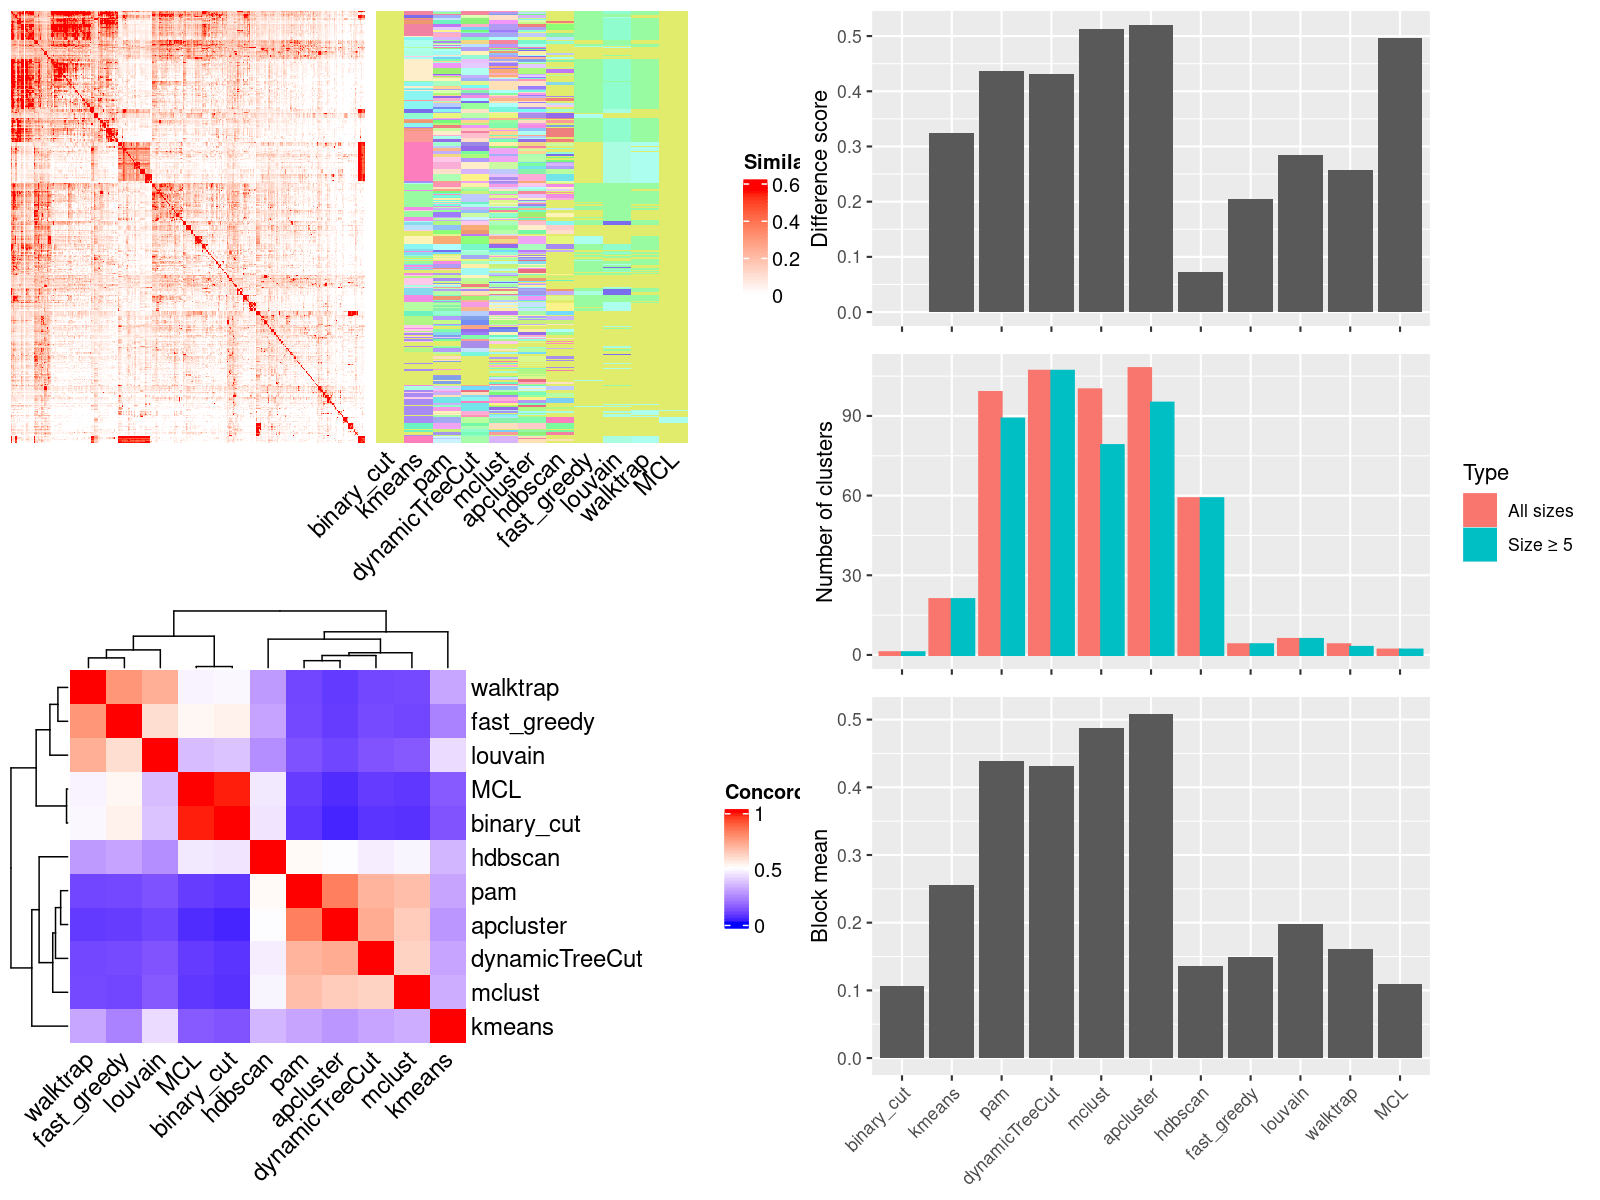 Simila
0.6
0.4
0.2
0
binary_cut
kmeans
pam
dynamicTreeCut
mclust
apcluster
hdbscan
fast_greedy
louvain
walktrap
MCL
walktrap
fast_greedy
louvain
MCL
binary_cut
hdbscan
pam
apcluster
dynamicTreeCut
mclust
kmeans
walktrap
fast_greedy
louvain
MCL
binary_cut
hdbscan
pam
apcluster
dynamicTreeCut
mclust
kmeans
Concord
1
0.5
0
Difference score
0.5
0.4
0.3
0.2
0.1
0.0
Number of clusters
90
60
30
0
Type
All sizes
Size ≥ 5
Block mean
0.5
0.4
0.3
0.2
0.1
0.0
binary_cut
kmeans
pam
dynamicTreeCut
mclust
apcluster
hdbscan
fast_greedy
louvain
walktrap
MCL